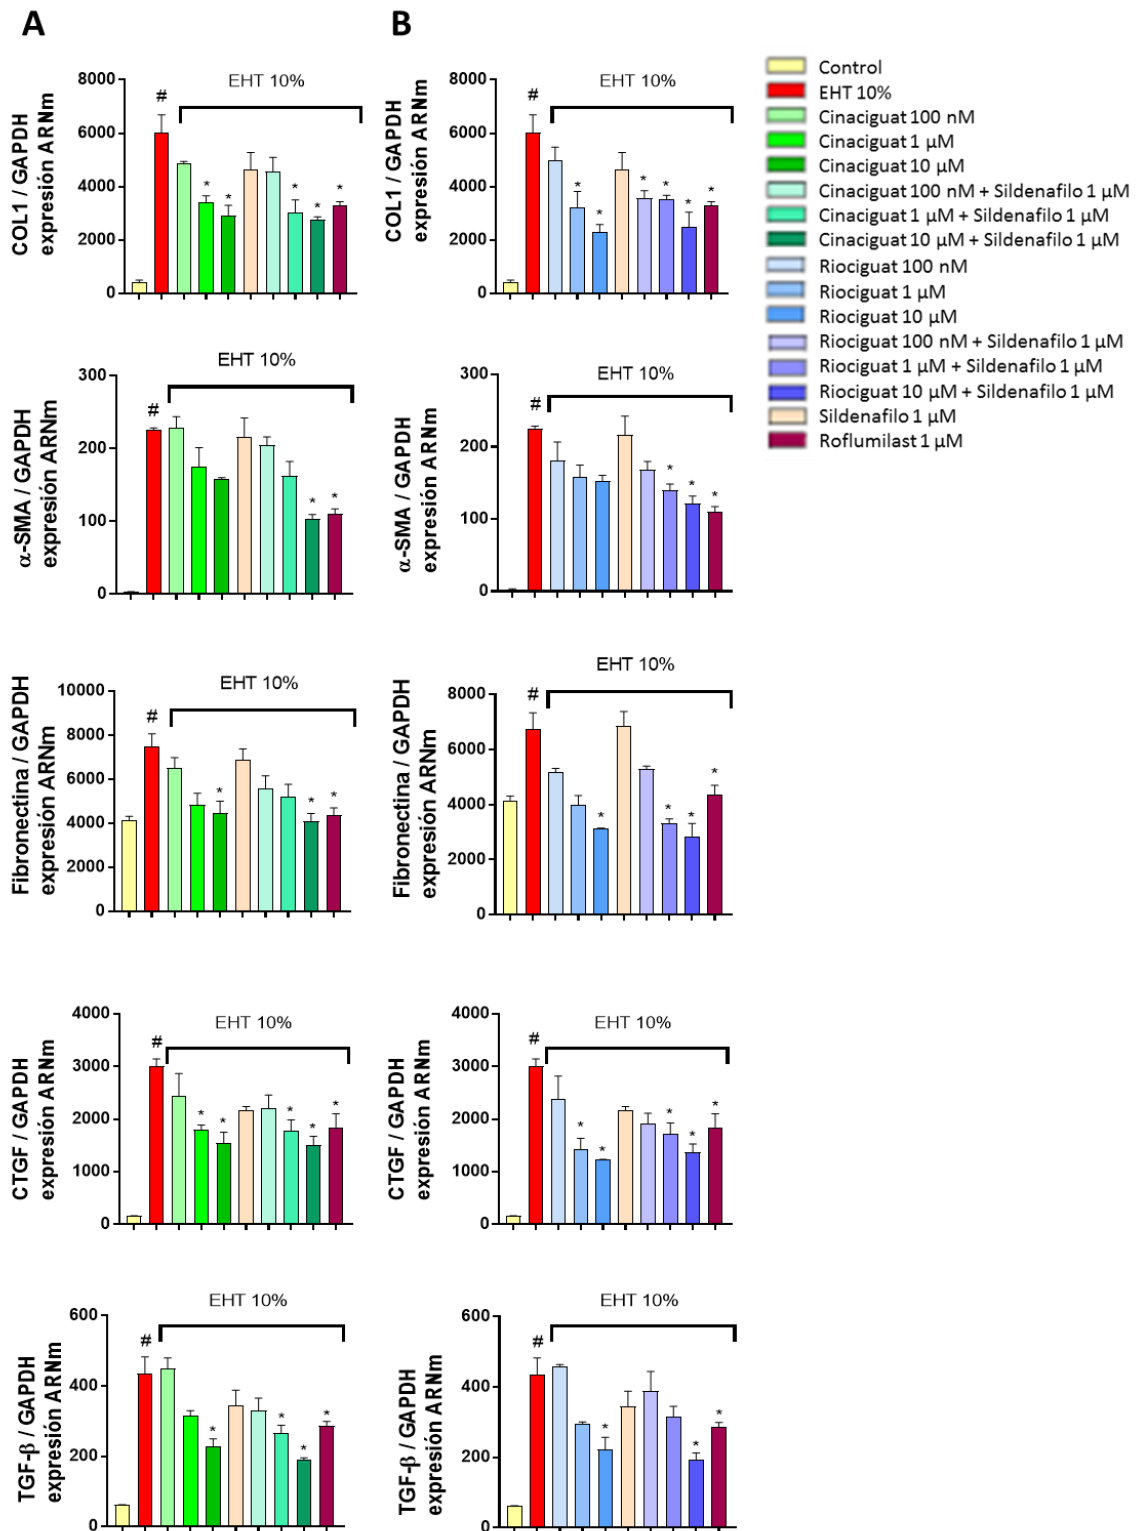 A
B
8000
6000
4000
2000
0
COL1 / GAPDH
expresión ARNm
EHT 10%
#
*
*
*
*
*
8000
6000
4000
2000
0
COL1 / GAPDH
expresión ARNm
EHT 10%
#
*
*
*
*
*
*
Control
EHT 10%
Cinaciguat 100 nM
Cinaciguat 1 µM
Cinaciguat 10 µM
Cinaciguat 100 nM + Sildenafilo 1 µM
Cinaciguat 1 µM + Sildenafilo 1 µM
Cinaciguat 10 µM + Sildenafilo 1 µM
Riociguat 100 nM
Riociguat 1 µM
Riociguat 10 µM
Riociguat 100 nM + Sildenafilo 1 µM
Riociguat 1 µM + Sildenafilo 1 µM
Riociguat 10 µM + Sildenafilo 1 µM
Sildenafilo 1 µM
Roflumilast 1 µM
300
200
100
0
α-SMA / GAPDH
expresión ARNm
EHT 10%
#
*
*
300
200
100
0
α-SMA / GAPDH
expresión ARNm
EHT 10%
#
*
*
*
10000
8000
6000
4000
2000
0
Fibronectina / GAPDH
expresión ARNm
EHT 10%
#
*
*
*
8000
6000
4000
2000
0
Fibronectina / GAPDH
expresión ARNm
EHT 10%
#
*
*
*
*
4000
3000
2000
1000
0
CTGF / GAPDH
expresión ARNm
EHT 10%
#
*
*
*
*
*
4000
3000
2000
1000
0
CTGF / GAPDH
expresión ARNm
EHT 10%
#
*
*
*
*
*
600
400
200
0
TGF-β / GAPDH
expresión ARNm
EHT 10%
#
*
*
*
*
600
400
200
0
TGF-β / GAPDH
expresión ARNm
EHT 10%
#
*
*
*